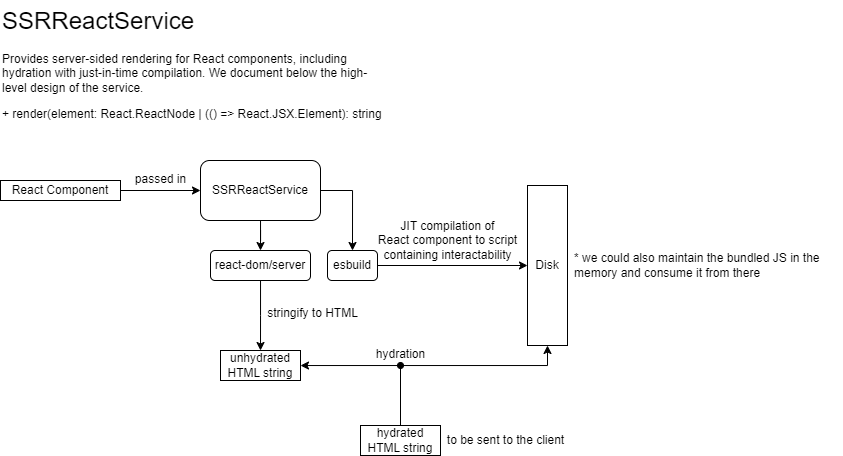 SSRReactService
Provides server-sided rendering for React components, including
hydration with just-in-time compilation. We document below the high-
level design of the service.
+ render(element: React.ReactNode | (() => React.JSX.Element): string
React Component
passed in
SSRReactService
JIT compilation of
React component to script
containing interactability
react-dom/server
esbuild
Disk
* we could also maintain the bundled JS in the
memory and consume it from there
stringify to HTML
unhydrated
HTML string
hydration
hydrated
HTML string
to be sent to the client